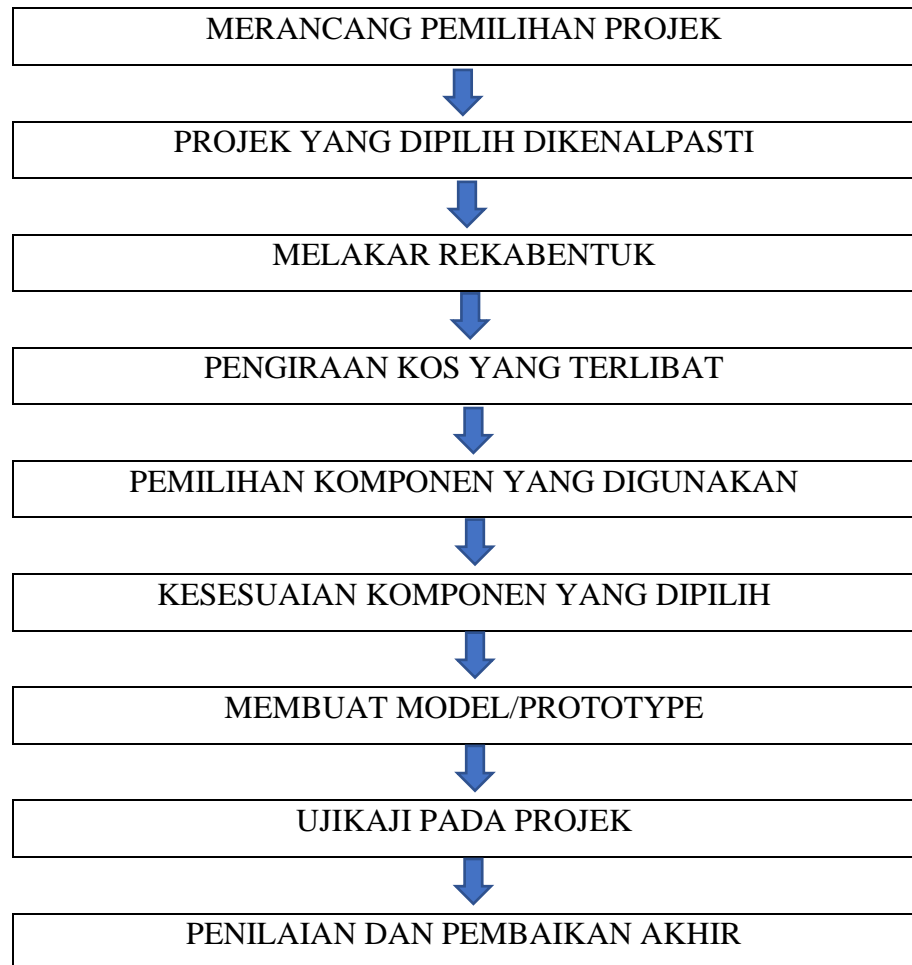 MERANCANG PEMILIHAN PROJEK
PROJEK YANG DIPILIH DIKENALPASTI
MELAKAR REKABENTUK
PENGIRAAN KOS YANG TERLIBAT
PEMILIHAN KOMPONEN YANG DIGUNAKAN
KESESUAIAN KOMPONEN YANG DIPILIH
MEMBUAT MODEL/PROTOTYPE
UJIKAJI PADA PROJEK
PENILAIAN DAN PEMBAIKAN AKHIR